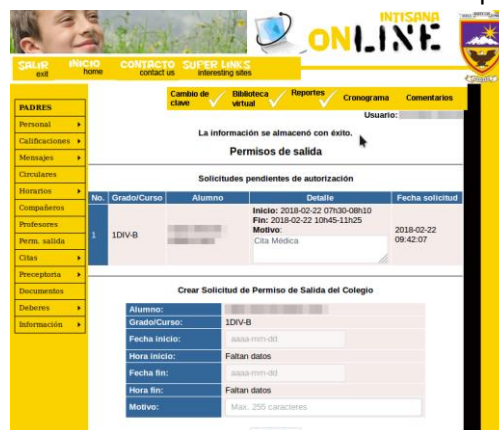 INTISANA
ONLINE
SALIR INICIO CONTACTO SUPER LINKS
exit home contact us interesting sites
Cambio de clave Biblioteca virtual Reportes Cronograma Comentarios
PADRES
Personal
Calificaciones
Mensajes
Circulares
Horarios
Compañeros
Profesores
Perm. salida
Citas
Preceptoría
Documentos
Deberes
Información
Usuario:
La información se almacenó con éxito.
Permisos de salida
Solicitudes pendientes de autorización
No. Grado/Curso Alumno Detalle Fecha solicitud
1 1DIV-B
Inicio: 2018-02-22 07h30-08h10
Fin: 2018-02-22 10h45-11h25
Motivo:
Cita Médica
2018-02-22
09:42:07
Crear Solicitud de Permiso de Salida del Colegio
Alumno:
Grado/Curso: 1DIV-B
Fecha inicio: aaaa-mm-dd
Hora inicio: Faltan datos
Fecha fin: aaaa-mm-dd
Hora fin: Faltan datos
Motivo: Max. 255 caracteres